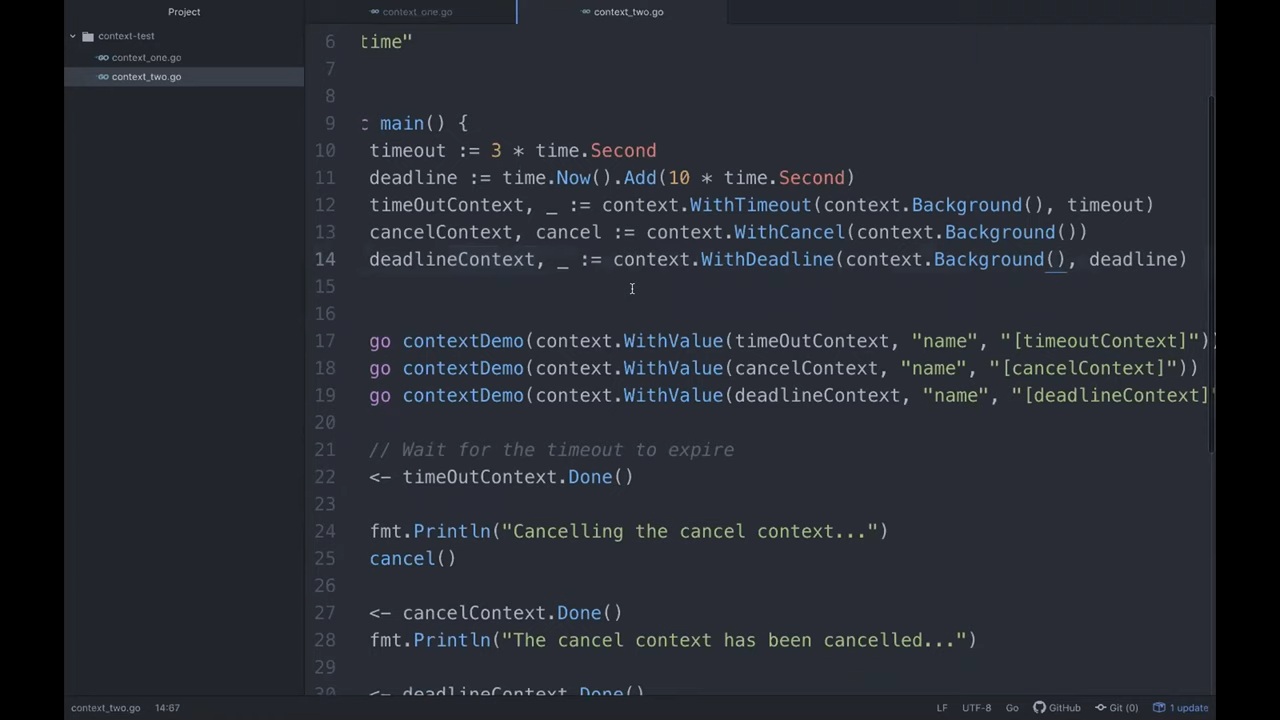 Project
context_one.go
context_two.go
context-test
context_one.go
context_two.go
6 time"
7
8
9 main() {
10 timeout := 3 * time.Second
11 deadline := time.Now().Add(10 * time.Second)
12 timeOutContext, _ := context.WithTimeout(context.Background(), timeout)
13 cancelContext, cancel := context.WithCancel(context.Background())
14 deadlineContext, _ := context.WithDeadline(context.Background(), deadline)
15
16
17 go contextDemo(context.WithValue(timeOutContext, "name", "[timeoutContext]"))
18 go contextDemo(context.WithValue(cancelContext, "name", "[cancelContext]"))
19 go contextDemo(context.WithValue(deadlineContext, "name", "[deadlineContext]"
20
21 // Wait for the timeout to expire
22 <- timeOutContext.Done()
23
24 fmt.Println("Cancelling the cancel context...")
25 cancel()
26
27 <- cancelContext.Done()
28 fmt.Println("The cancel context has been cancelled...")
29
30 <- deadlineContext.Done()
context_two.go 14:67 LF UTF-8 Go GitHub Git (0) 1 update